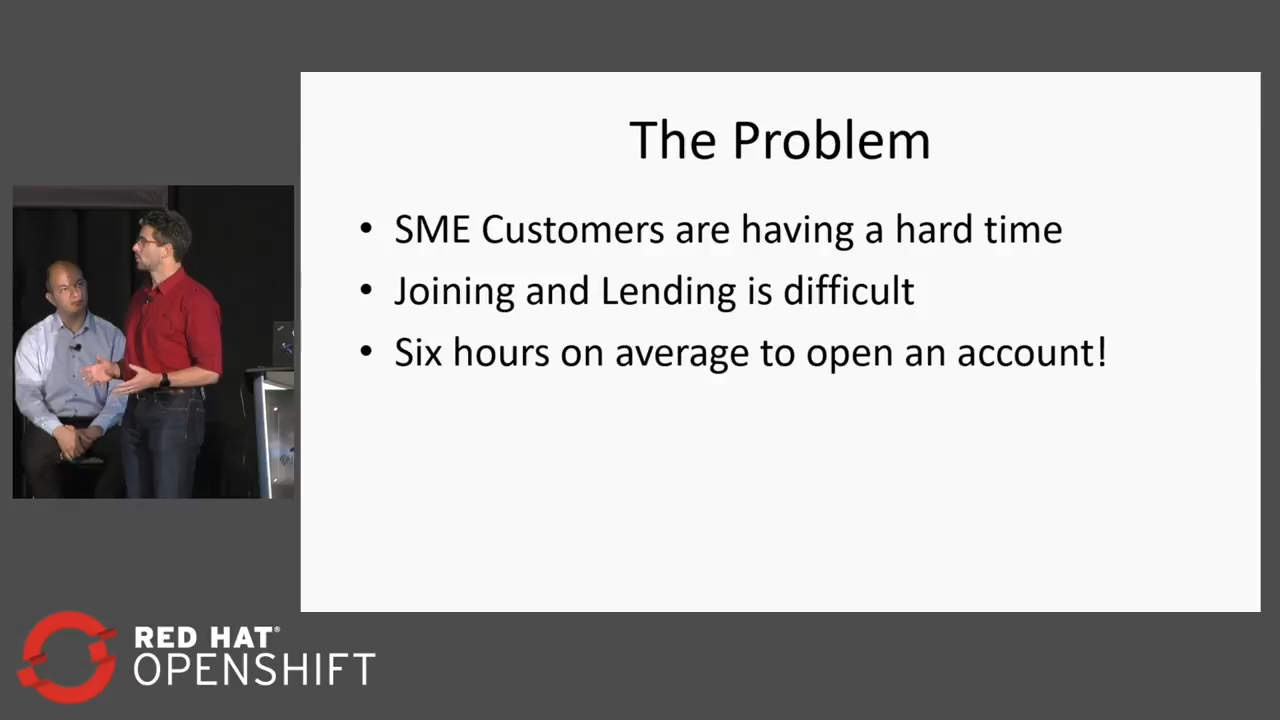 The Problem
• SME Customers are having a hard time
• Joining and Lending is difficult
• Six hours on average to open an account!
RED HAT®
OPENSHIFT